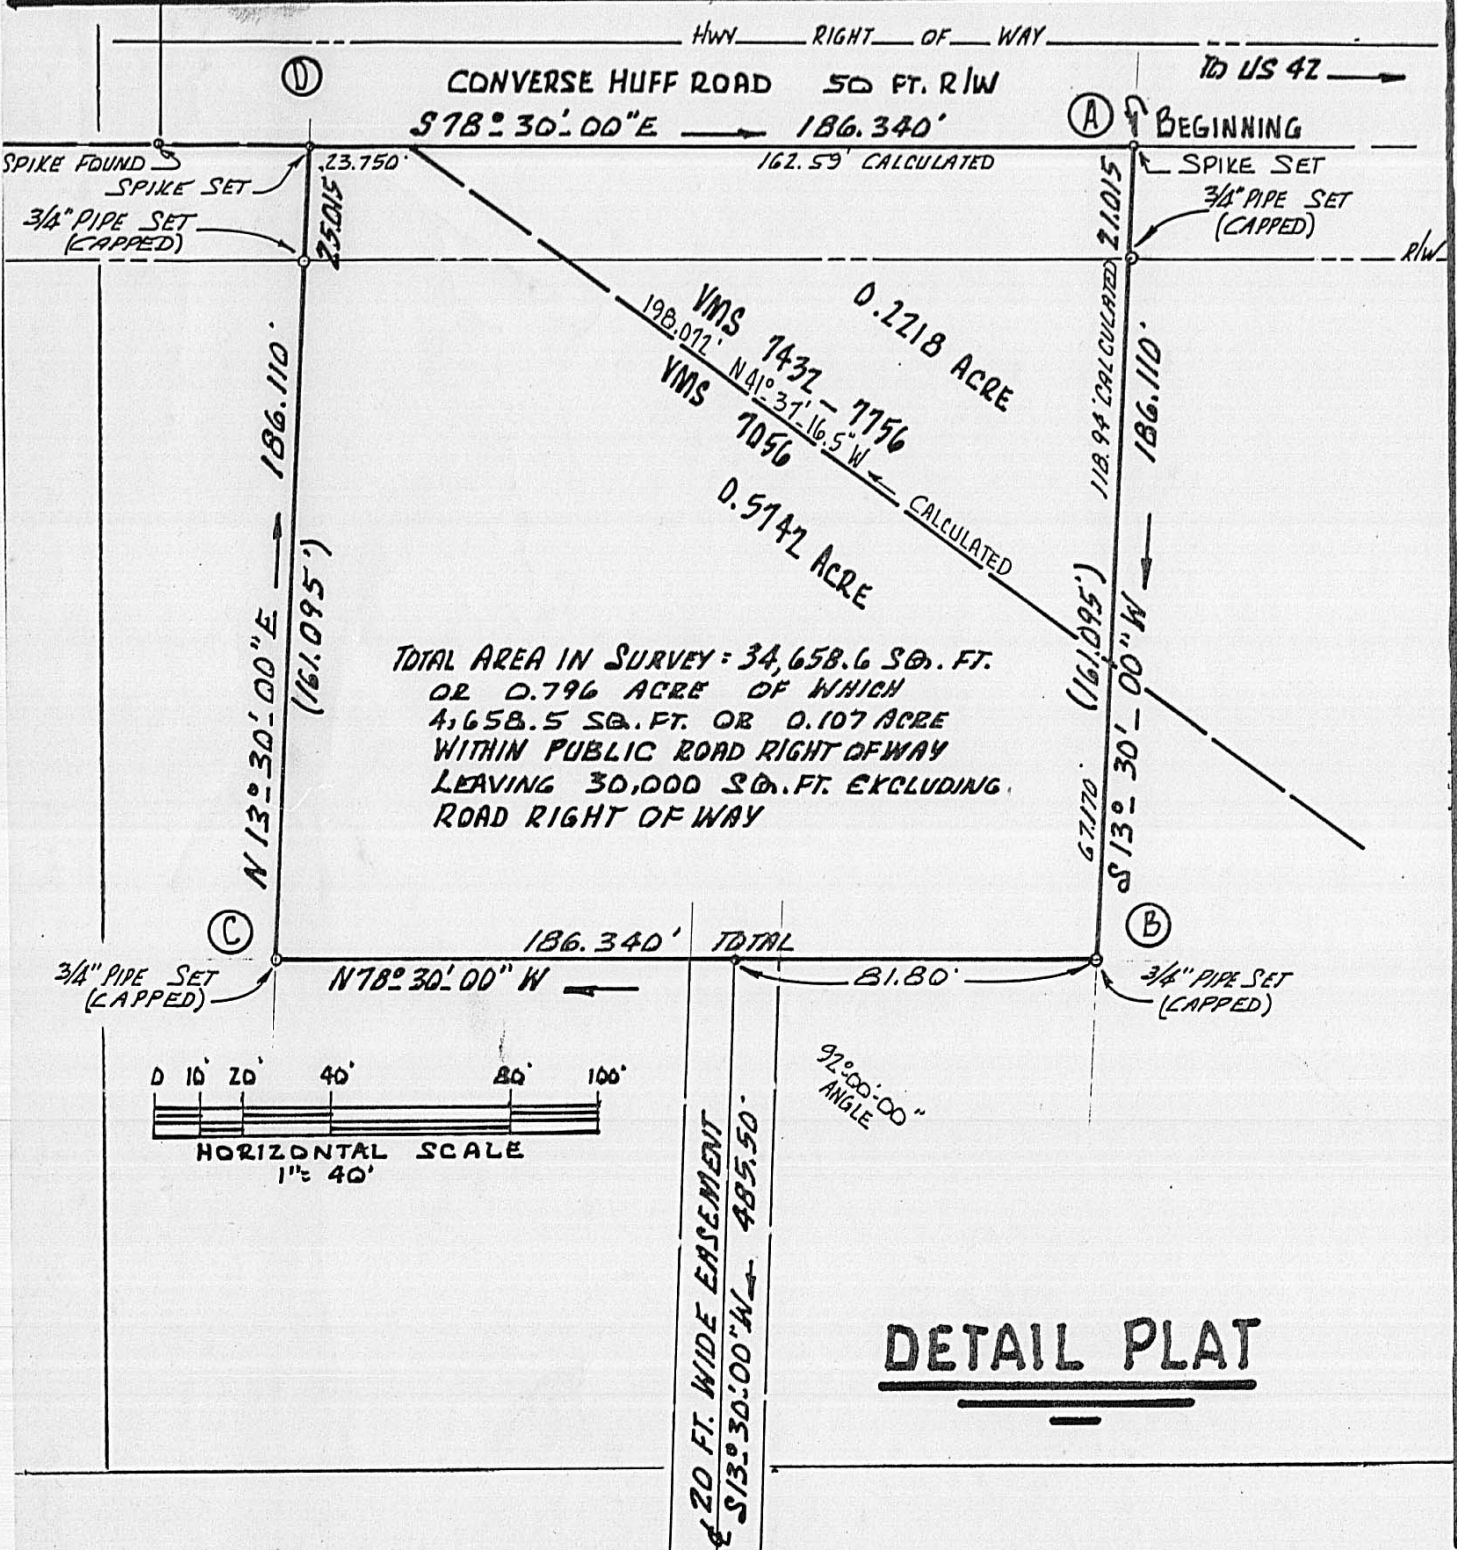 HWY RIGHT OF WAY
TO US 42
D
CONVERSE HUFF ROAD 50 FT. R/W
S78°-30'-00"E 186.340'
A
BEGINNING
SPIKE FOUND
SPIKE SET
23.750'
162.59' CALCULATED
SPIKE SET
3/4" PIPE SET
(CAPPED)
25.015
21.015
3/4" PIPE SET
(CAPPED)
R/W
VMS 7432-7756
198.072' N41°-37'-16.5"W CALCULATED
VMS 7056
0.2218 ACRE
0.5742 ACRE
118.94' CALCULATED
186.110'
(161.095')
S13°-30'-00"W
67.170'
N13°-30'-00"E 186.110'
(161.095')
TOTAL AREA IN SURVEY = 34,658.6 SQ. FT.
OR 0.796 ACRE OF WHICH
4,658.5 SQ. FT. OR 0.107 ACRE
WITHIN PUBLIC ROAD RIGHT OF WAY
LEAVING 30,000 SQ. FT. EXCLUDING
ROAD RIGHT OF WAY
C
B
186.340' TOTAL
N78°-30'-00"W
81.80'
3/4" PIPE SET
(CAPPED)
3/4" PIPE SET
(CAPPED)
92°-00'-00"
ANGLE
0 10' 20' 40' 80' 100'
HORIZONTAL SCALE
1"= 40'
℄ 20 FT. WIDE EASEMENT
S13°-30'-00"W 485.50'
DETAIL PLAT